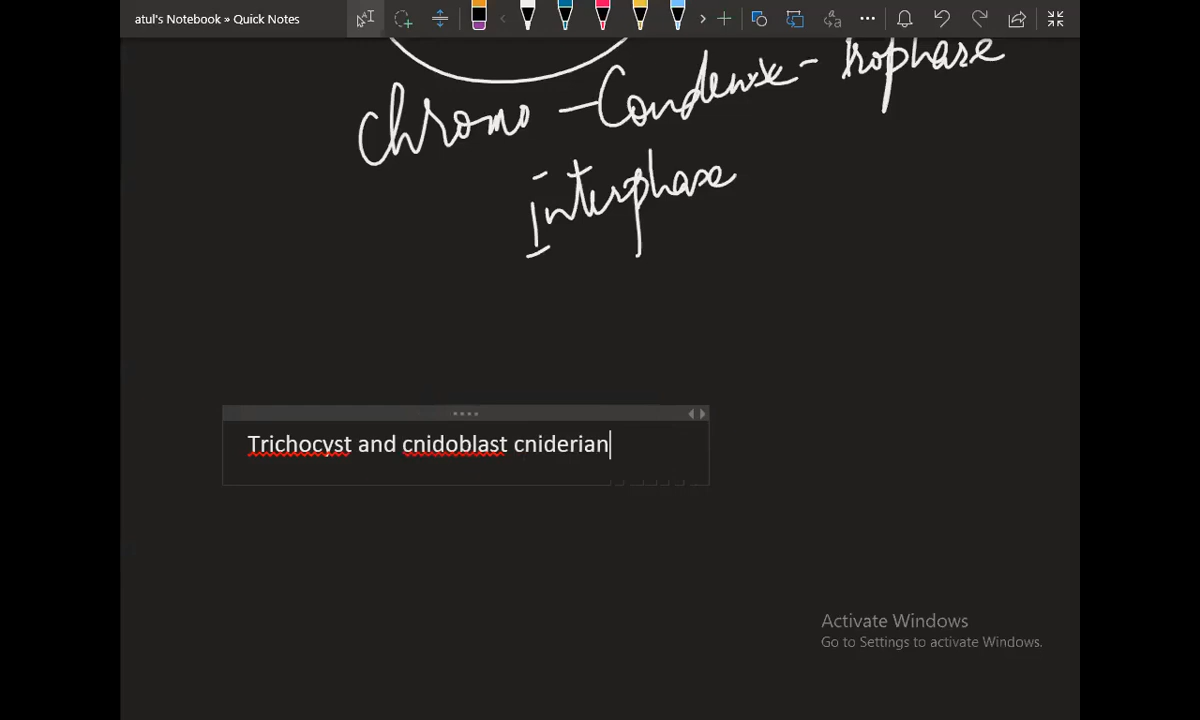 atul's Notebook » Quick Notes
Chromo - Condense - Prophase
Interphase
Trichocyst and cnidoblast cniderian
Activate Windows
Go to Settings to activate Windows.